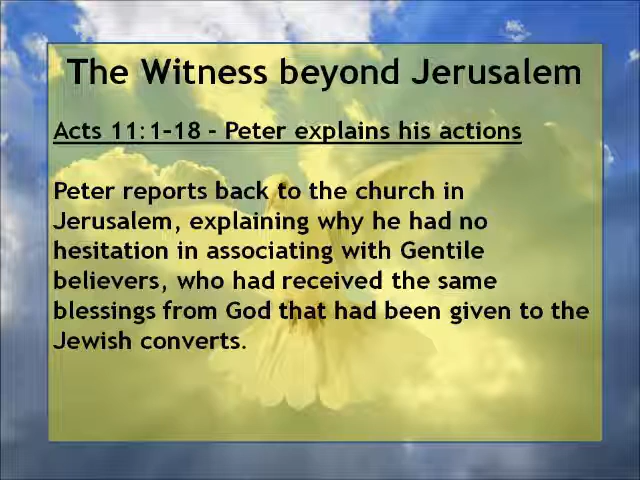 The Witness beyond Jerusalem
Acts 11:1-18 - Peter explains his actions
Peter reports back to the church in
Jerusalem, explaining why he had no
hesitation in associating with Gentile
believers, who had received the same
blessings from God that had been given to the
Jewish converts.